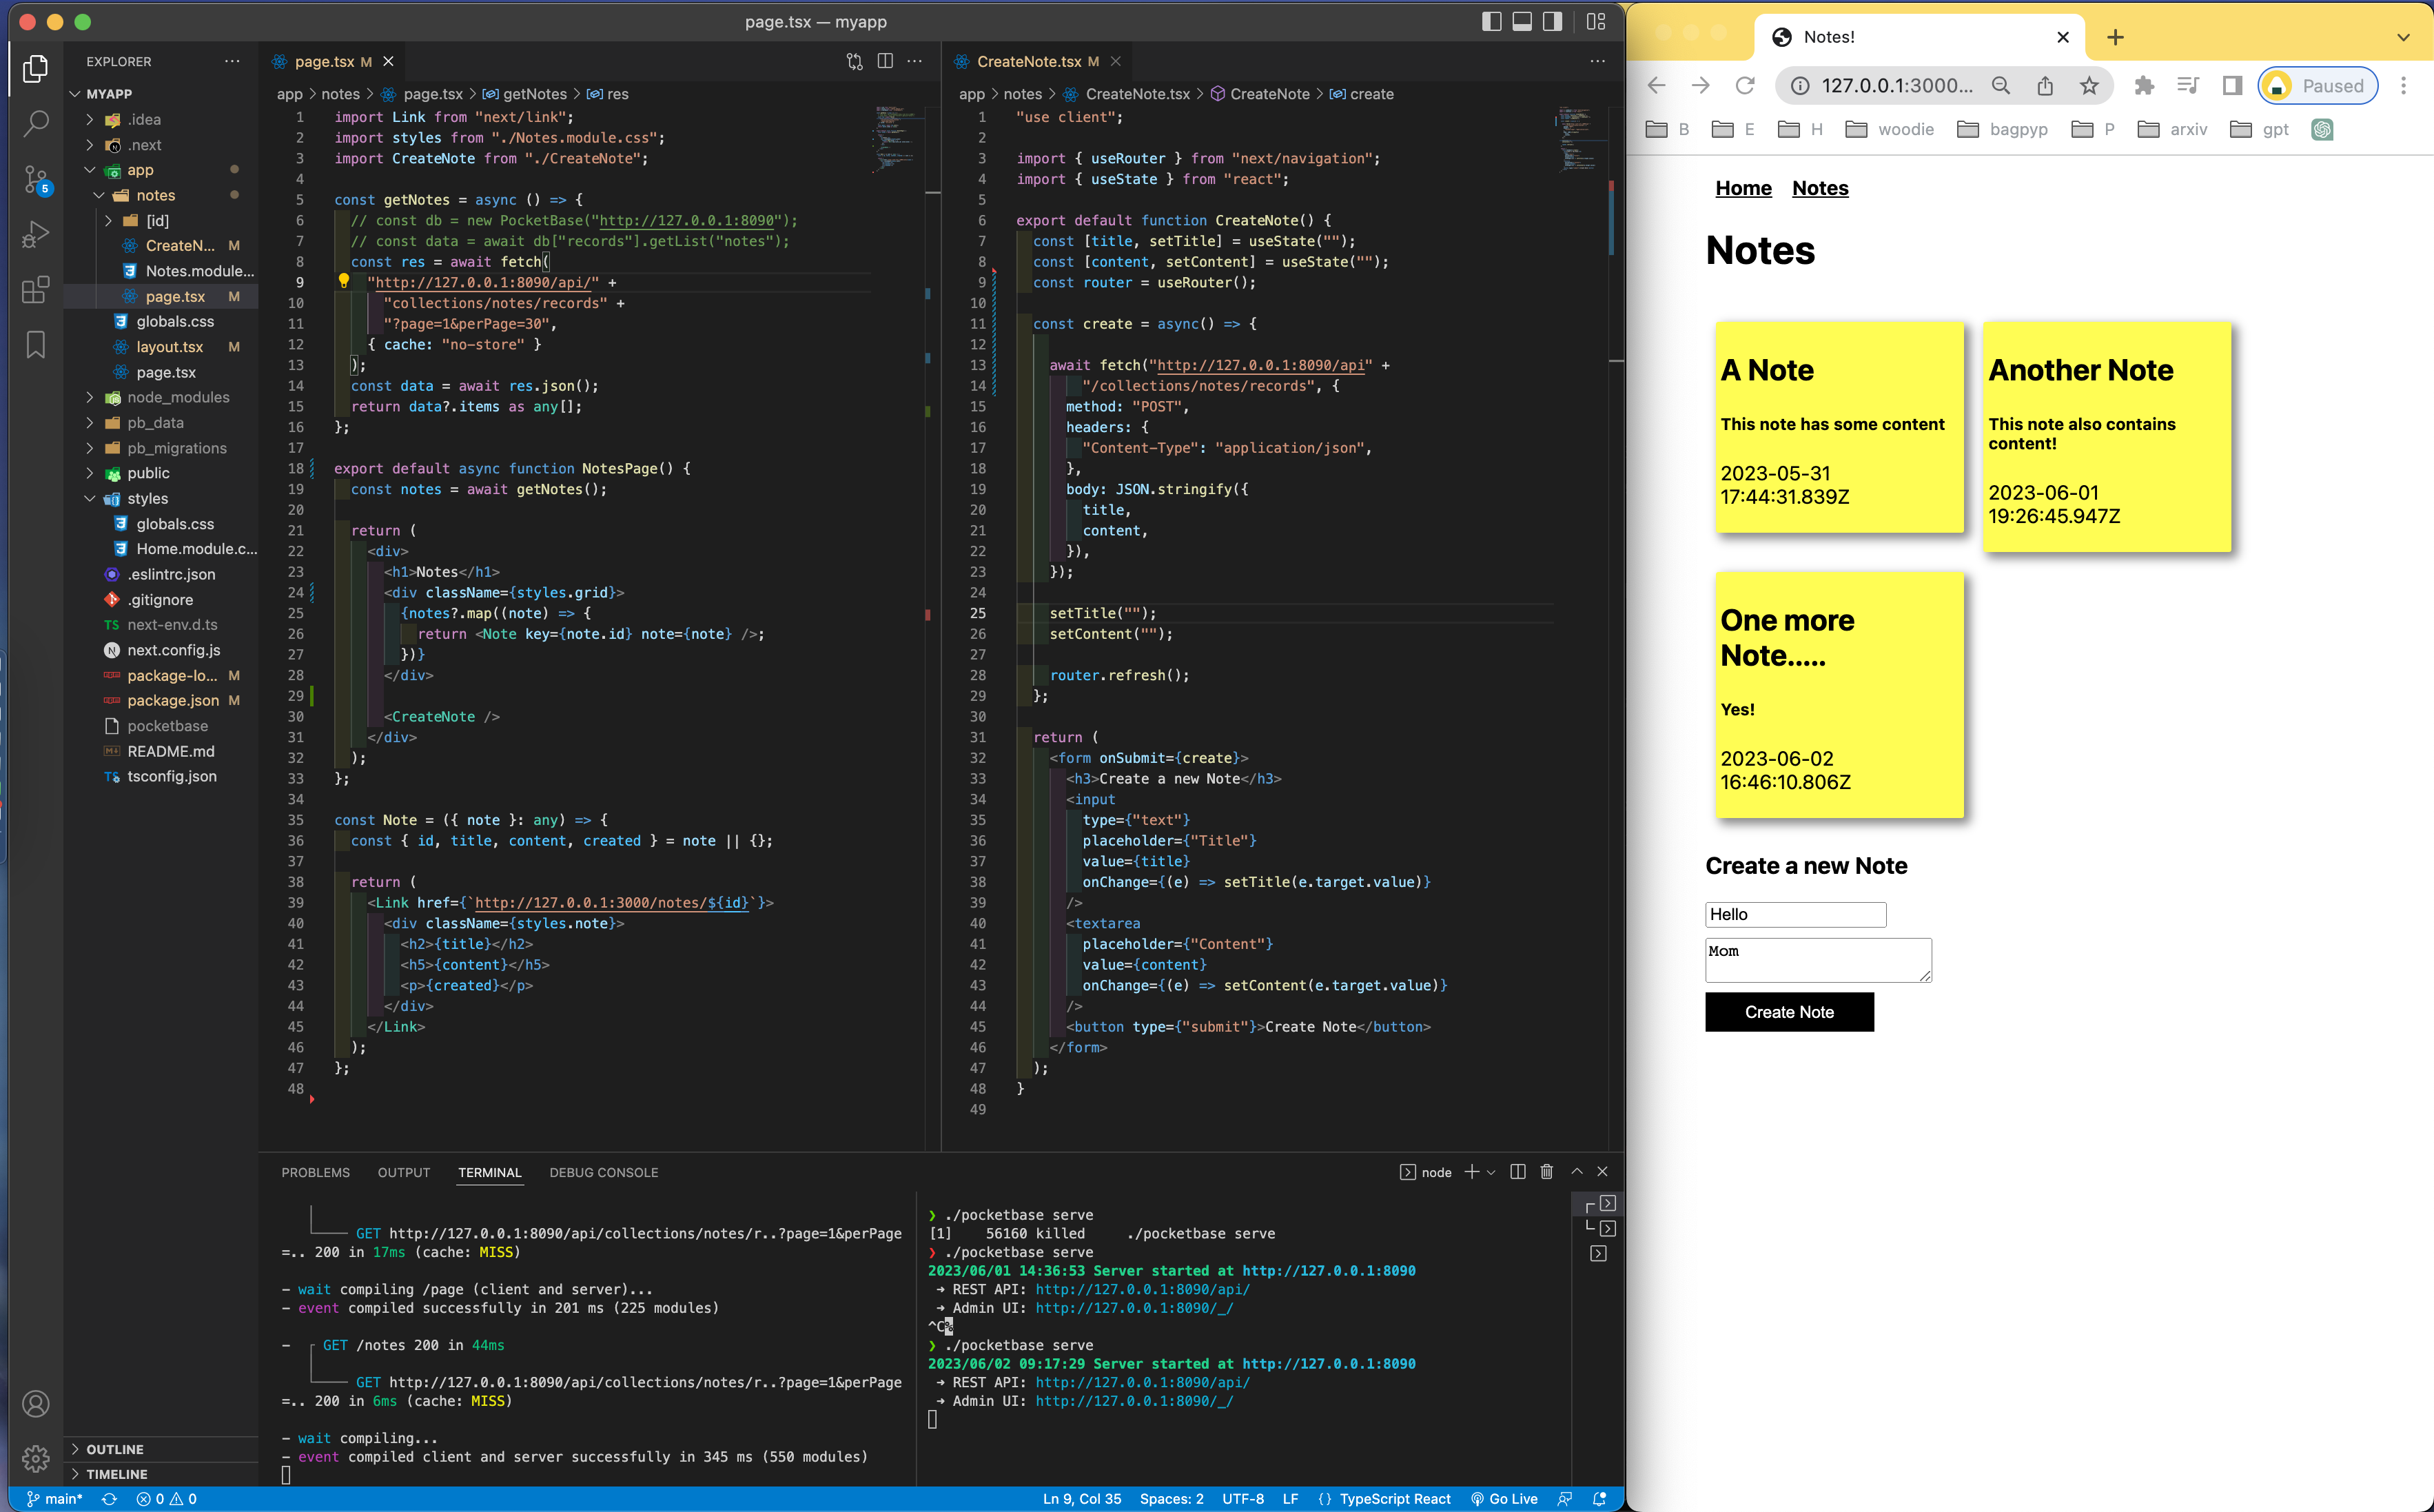 page.tsx — myapp
EXPLORER
MYAPP
.idea
.next
app
notes
[id]
CreateN... M
Notes.module...
page.tsx M
globals.css
layout.tsx M
page.tsx
node_modules
pb_data
pb_migrations
public
styles
globals.css
Home.module.c...
.eslintrc.json
.gitignore
TS next-env.d.ts
next.config.js
package-lo... M
package.json M
pocketbase
README.md
tsconfig.json
OUTLINE
TIMELINE
5
page.tsx M
app > notes > page.tsx > getNotes > res
1 import Link from "next/link";
2 import styles from "./Notes.module.css";
3 import CreateNote from "./CreateNote";
4
5 const getNotes = async () => {
6 // const db = new PocketBase("http://127.0.0.1:8090");
7 // const data = await db["records"].getList("notes");
8 const res = await fetch(
9 "http://127.0.0.1:8090/api/" +
10 "collections/notes/records" +
11 "?page=1&perPage=30",
12 { cache: "no-store" }
13 );
14 const data = await res.json();
15 return data?.items as any[];
16 };
17
18 export default async function NotesPage() {
19 const notes = await getNotes();
20
21 return (
22 <div>
23 <h1>Notes</h1>
24 <div className={styles.grid}>
25 {notes?.map((note) => {
26 return <Note key={note.id} note={note} />;
27 })}
28 </div>
29
30 <CreateNote />
31 </div>
32 );
33 };
34
35 const Note = ({ note }: any) => {
36 const { id, title, content, created } = note || {};
37
38 return (
39 <Link href={`http://127.0.0.1:3000/notes/${id}`}>
40 <div className={styles.note}>
41 <h2>{title}</h2>
42 <h5>{content}</h5>
43 <p>{created}</p>
44 </div>
45 </Link>
46 );
47 };
48
CreateNote.tsx M
app > notes > CreateNote.tsx > CreateNote > create
1 "use client";
2
3 import { useRouter } from "next/navigation";
4 import { useState } from "react";
5
6 export default function CreateNote() {
7 const [title, setTitle] = useState("");
8 const [content, setContent] = useState("");
9 const router = useRouter();
10
11 const create = async() => {
12
13 await fetch("http://127.0.0.1:8090/api" +
14 "/collections/notes/records", {
15 method: "POST",
16 headers: {
17 "Content-Type": "application/json",
18 },
19 body: JSON.stringify({
20 title,
21 content,
22 }),
23 });
24
25 setTitle("");
26 setContent("");
27
28 router.refresh();
29 };
30
31 return (
32 <form onSubmit={create}>
33 <h3>Create a new Note</h3>
34 <input
35 type={"text"}
36 placeholder={"Title"}
37 value={title}
38 onChange={(e) => setTitle(e.target.value)}
39 />
40 <textarea
41 placeholder={"Content"}
42 value={content}
43 onChange={(e) => setContent(e.target.value)}
44 />
45 <button type={"submit"}>Create Note</button>
46 </form>
47 );
48 }
49
PROBLEMS OUTPUT TERMINAL DEBUG CONSOLE
node
GET http://127.0.0.1:8090/api/collections/notes/r..?page=1&perPage
=.. 200 in 17ms (cache: MISS)
- wait compiling /page (client and server)...
- event compiled successfully in 201 ms (225 modules)
- GET /notes 200 in 44ms
GET http://127.0.0.1:8090/api/collections/notes/r..?page=1&perPage
=.. 200 in 6ms (cache: MISS)
- wait compiling...
- event compiled client and server successfully in 345 ms (550 modules)
❯ ./pocketbase serve
[1] 56160 killed ./pocketbase serve
❯ ./pocketbase serve
2023/06/01 14:36:53 Server started at http://127.0.0.1:8090
➜ REST API: http://127.0.0.1:8090/api/
➜ Admin UI: http://127.0.0.1:8090/_/
^C%
❯ ./pocketbase serve
2023/06/02 09:17:29 Server started at http://127.0.0.1:8090
➜ REST API: http://127.0.0.1:8090/api/
➜ Admin UI: http://127.0.0.1:8090/_/
main* 0 0
Ln 9, Col 35 Spaces: 2 UTF-8 LF {} TypeScript React Go Live
Notes!
127.0.0.1:3000...
Paused
B E H woodie bagpyp P arxiv gpt
Home Notes
Notes
A Note
This note has some content
2023-05-31
17:44:31.839Z
Another Note
This note also contains
content!
2023-06-01
19:26:45.947Z
One more
Note.....
Yes!
2023-06-02
16:46:10.806Z
Create a new Note
Hello
Mom
Create Note